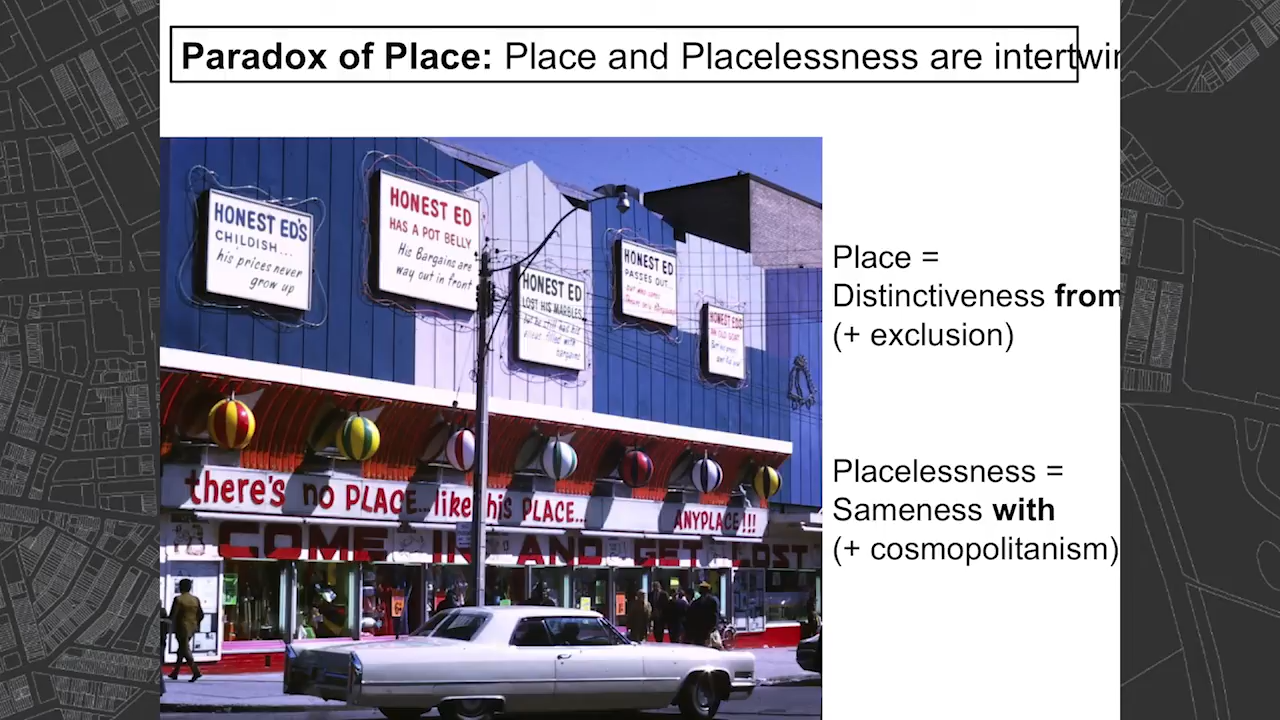 Paradox of Place: Place and Placelessness are intertwin
HONEST ED'S
CHILDISH...
his prices never
grow up
HONEST ED
HAS A POT BELLY
His Bargains are
way out in front
HONEST ED
LOST HIS MARBLES
bargains
HONEST ED
PASSES OUT...
HONEST ED'S
there's no PLACE...like this PLACE... ANYPLACE!!!
COME IN AND GET LOST
Place =
Distinctiveness from
(+ exclusion)
Placelessness =
Sameness with
(+ cosmopolitanism)